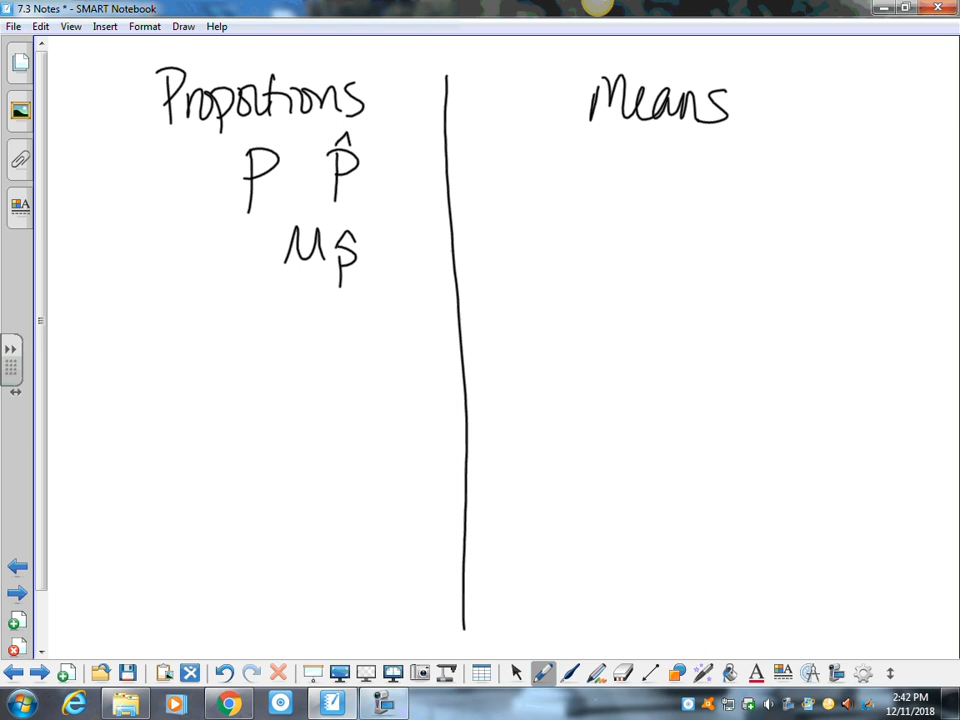 7.3 Notes * - SMART Notebook
File Edit View Insert Format Draw Help
Proportions
Means
p p̂
μp̂
2:42 PM
12/11/2018